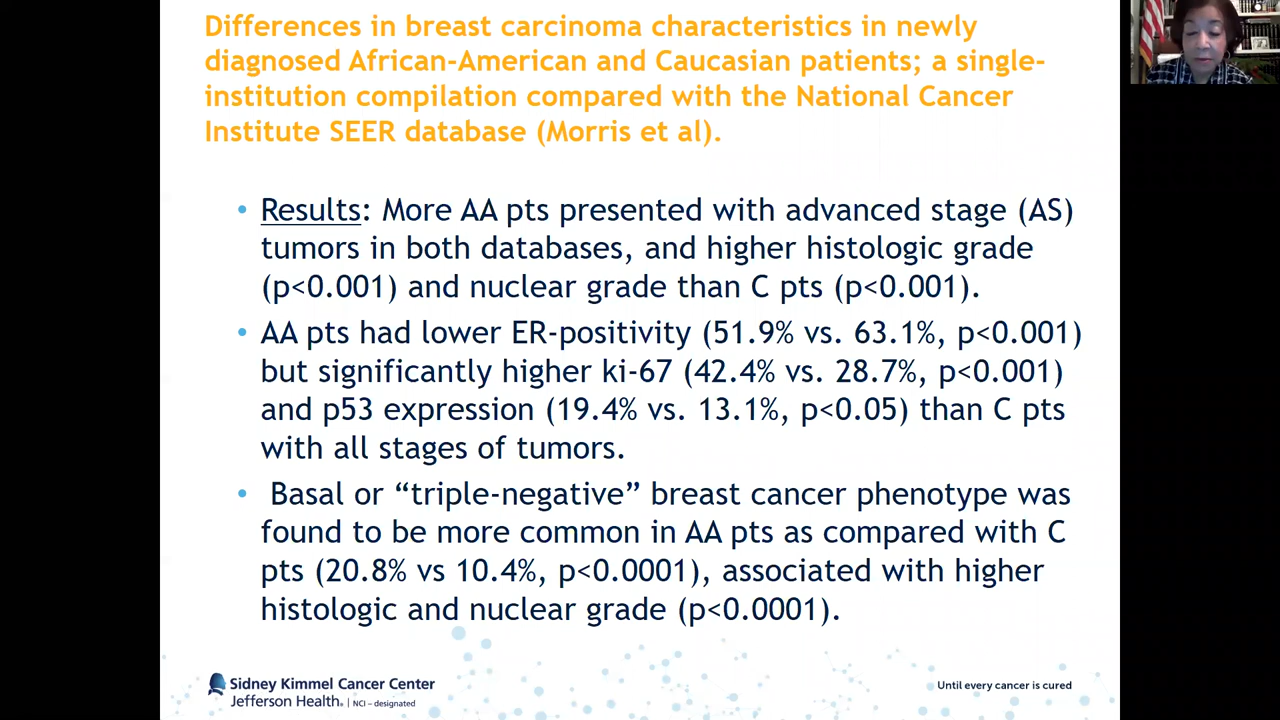 Differences in breast carcinoma characteristics in newly
diagnosed African-American and Caucasian patients; a single-
institution compilation compared with the National Cancer
Institute SEER database (Morris et al).
• Results: More AA pts presented with advanced stage (AS)
tumors in both databases, and higher histologic grade
(p<0.001) and nuclear grade than C pts (p<0.001).
• AA pts had lower ER-positivity (51.9% vs. 63.1%, p<0.001)
but significantly higher ki-67 (42.4% vs. 28.7%, p<0.001)
and p53 expression (19.4% vs. 13.1%, p<0.05) than C pts
with all stages of tumors.
• Basal or “triple-negative” breast cancer phenotype was
found to be more common in AA pts as compared with C
pts (20.8% vs 10.4%, p<0.0001), associated with higher
histologic and nuclear grade (p<0.0001).
Sidney Kimmel Cancer Center
Jefferson Health. | NCI – designated
Until every cancer is cured